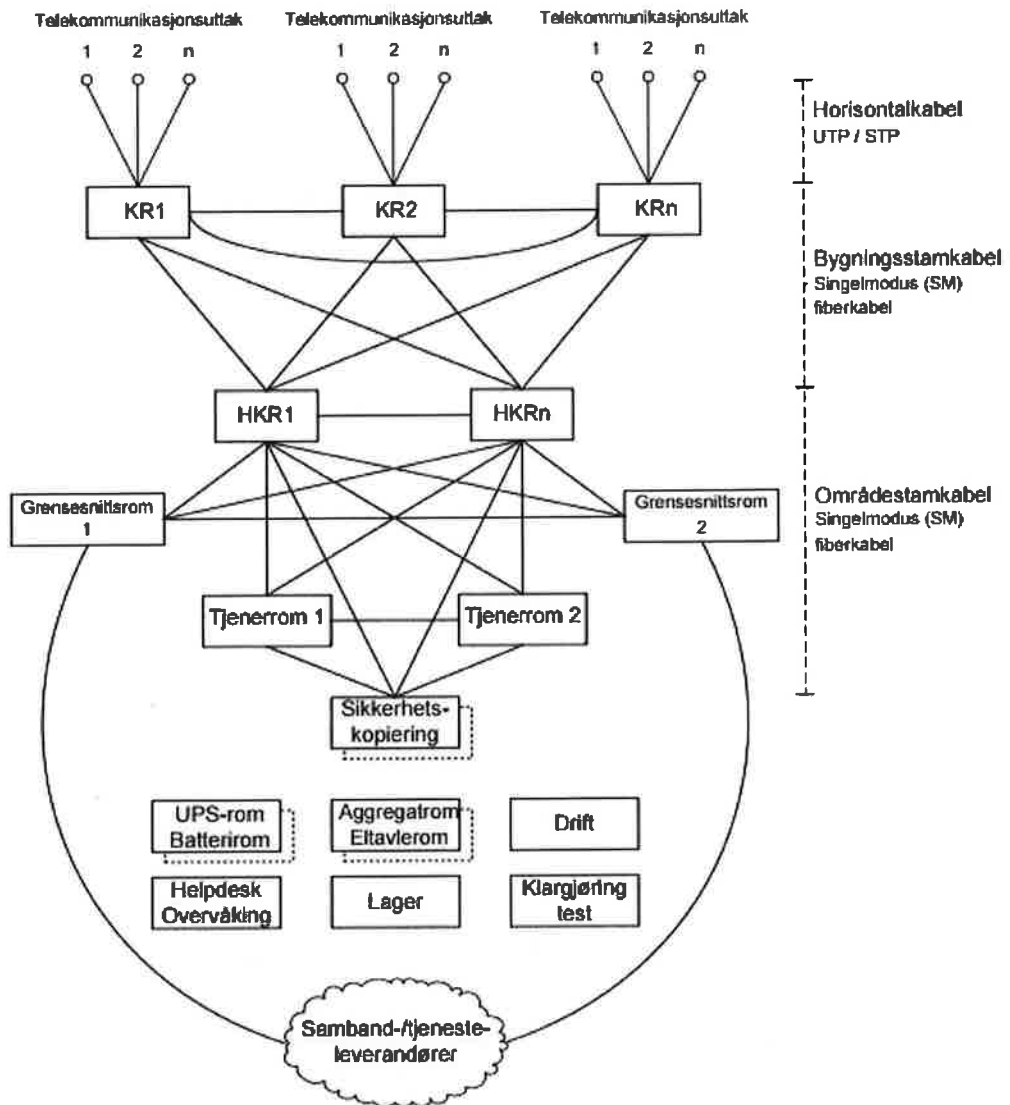 Telekommunikasjonsuttak
Telekommunikasjonsuttak
Telekommunikasjonsuttak
1 2 n
1 2 n
1 2 n
Horisontalkabel
UTP / STP
KR1
KR2
KRn
Bygningsstamkabel
Singelmodus (SM)
fiberkabel
HKR1
HKRn
Grensesnittsrom
1
Grensesnittsrom
2
Områdestamkabel
Singelmodus (SM)
fiberkabel
Tjenerrom 1
Tjenerrom 2
Sikkerhets-
kopiering
UPS-rom
Batterirom
Aggregatrom
Eltavlerom
Drift
Helpdesk
Overvåking
Lager
Klargjøring
test
Samband-/tjeneste-
leverandører